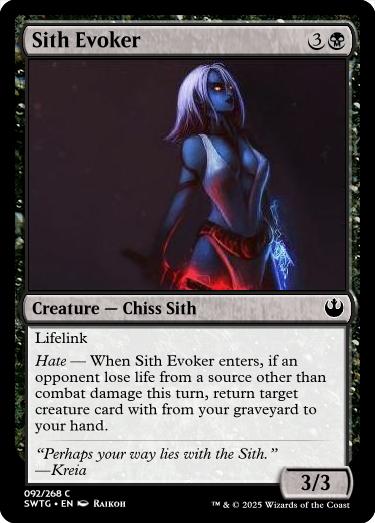 Sith Evoker 3
Creature — Chiss Sith
Lifelink
Hate — When Sith Evoker enters, if an
opponent lose life from a source other than
combat damage this turn, return target
creature card with from your graveyard to
your hand.
“Perhaps your way lies with the Sith.”
—Kreia
3/3
092/268 C
SWTG • EN Raikoh
™ & © 2025 Wizards of the Coast